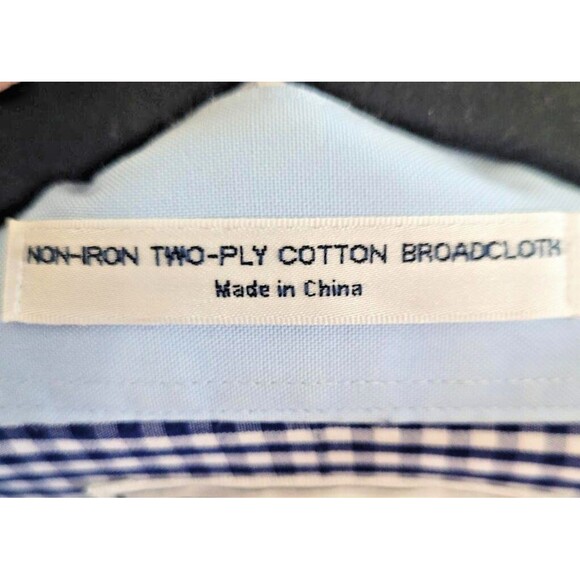 NON-IRON TWO-PLY COTTON BROADCLOTH
Made in China